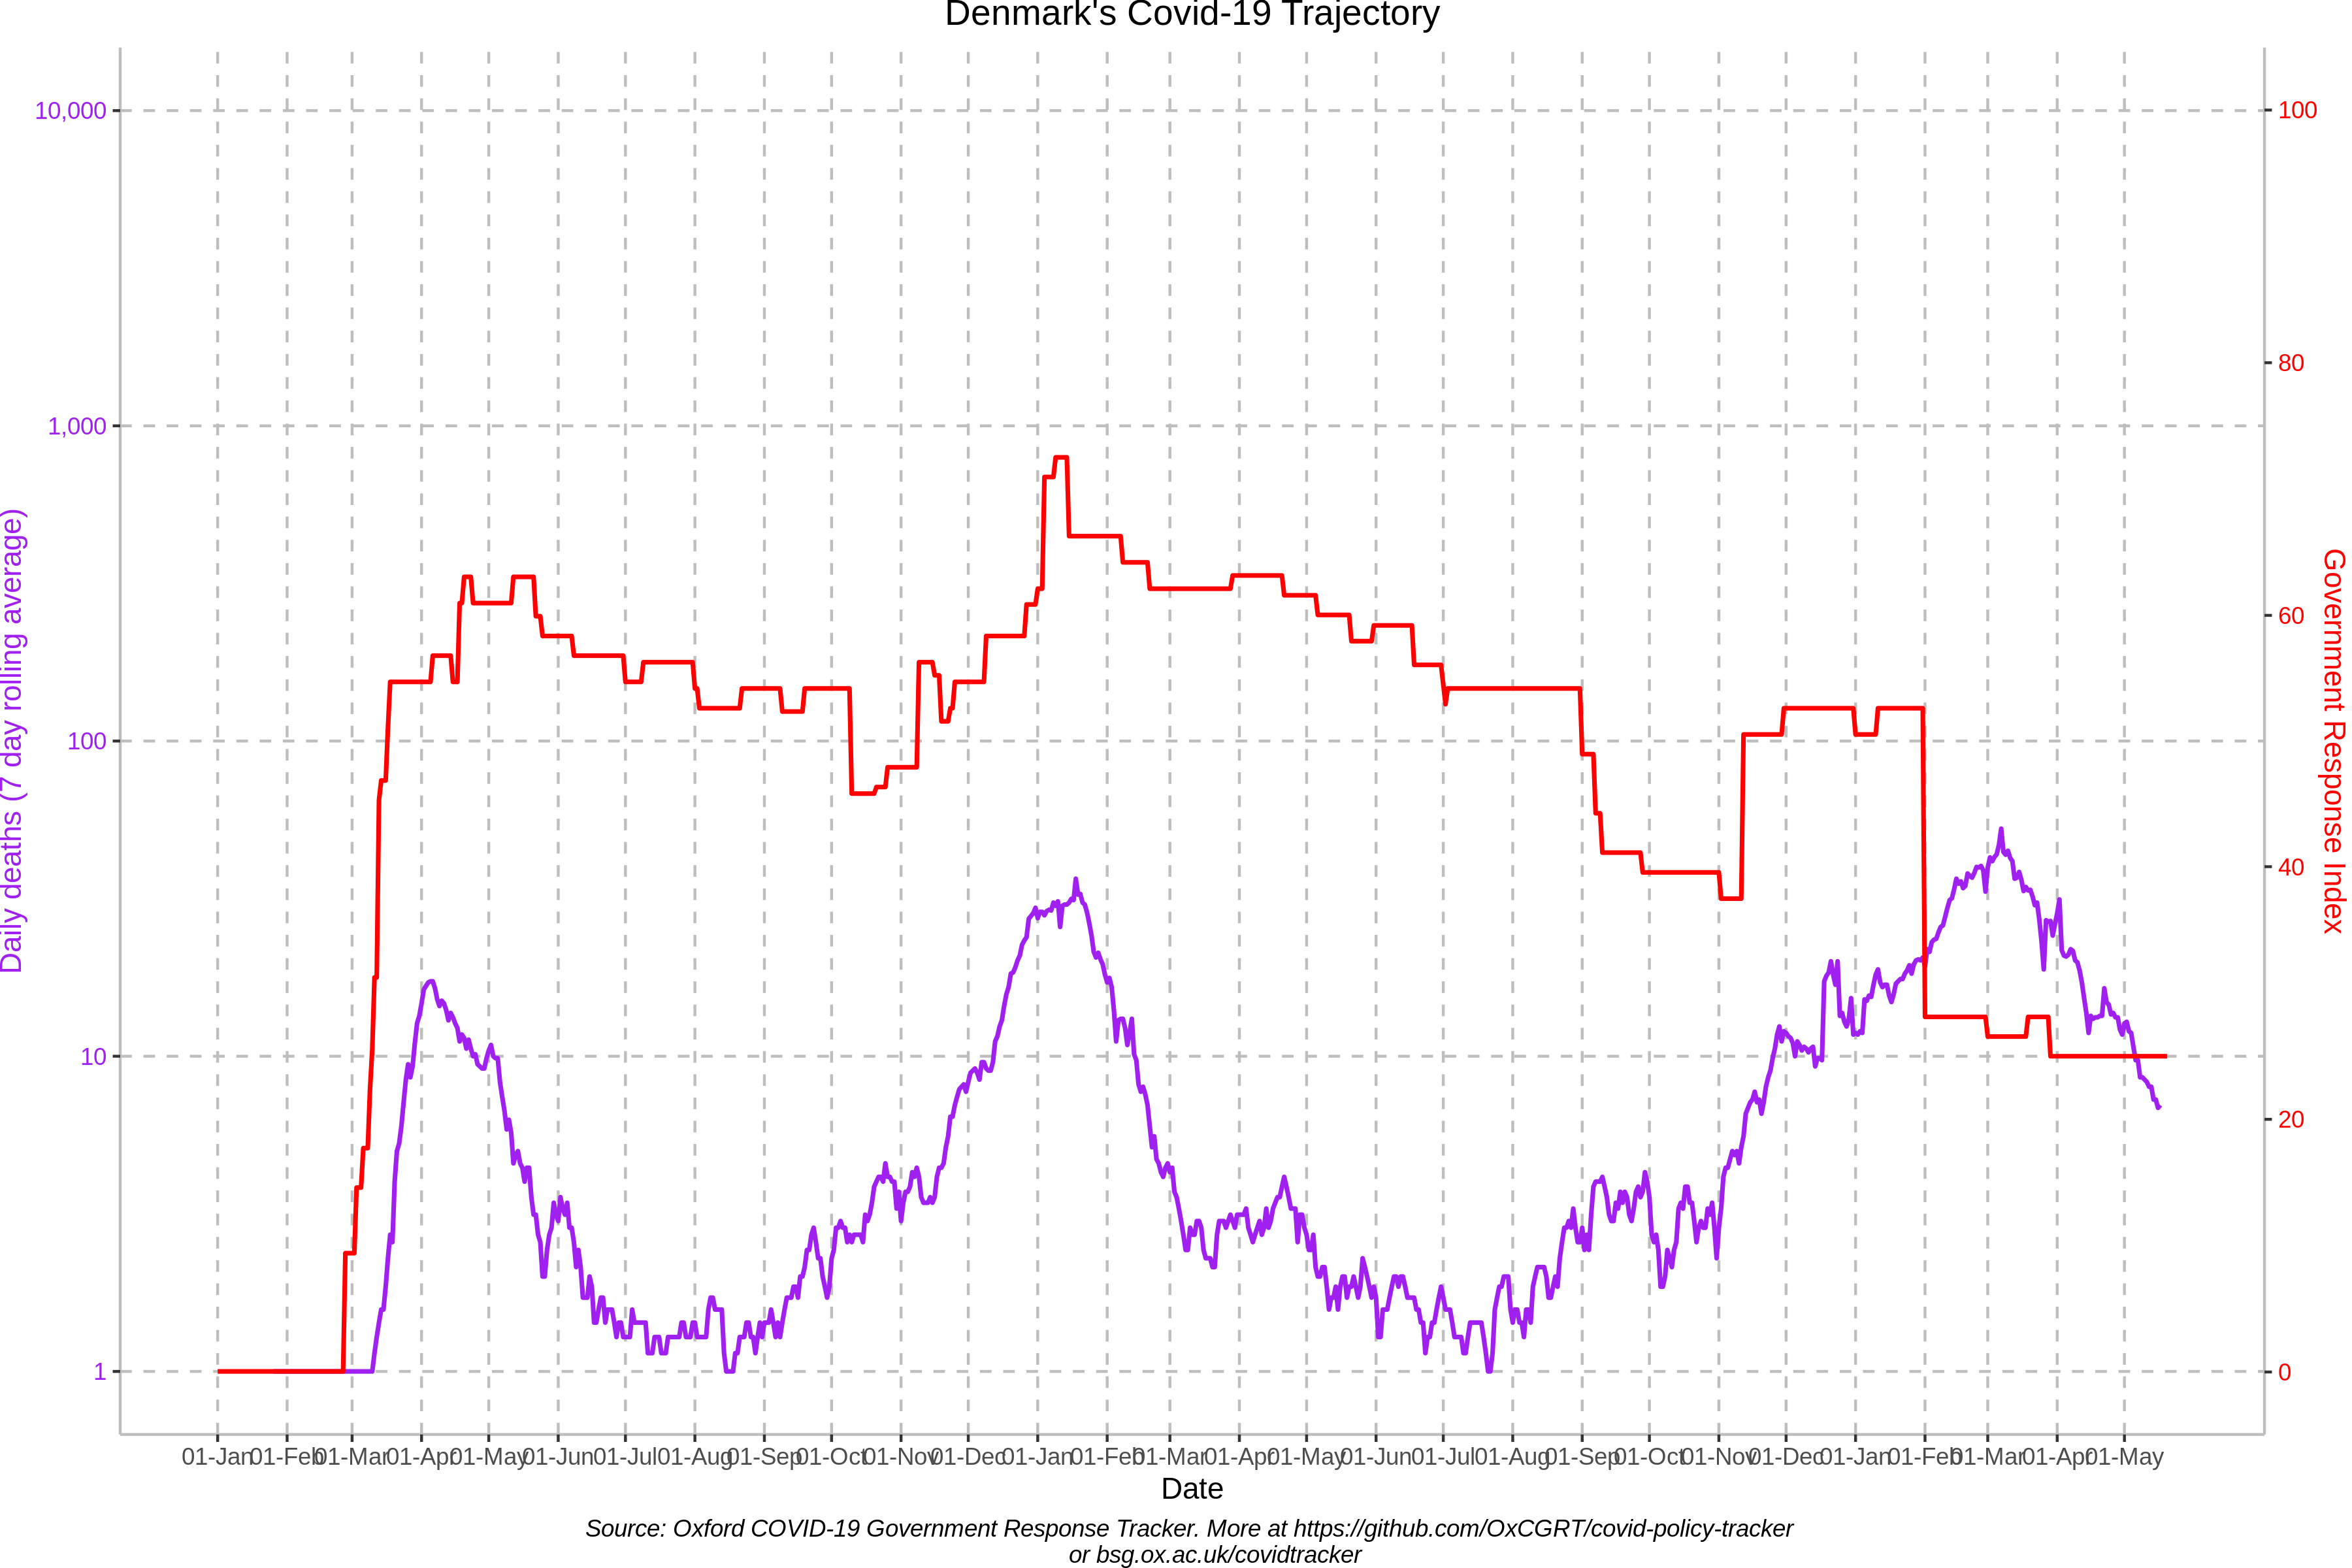 Denmark's Covid-19 Trajectory
10,000
1,000
100
10
1
Daily deaths (7 day rolling average)
100
80
60
40
20
0
Government Response Index
01-Jan 01-Feb 01-Mar 01-Apr 01-May 01-Jun 01-Jul 01-Aug 01-Sep 01-Oct 01-Nov 01-Dec 01-Jan 01-Feb 01-Mar 01-Apr 01-May 01-Jun 01-Jul 01-Aug 01-Sep 01-Oct 01-Nov 01-Dec 01-Jan 01-Feb 01-Mar 01-Apr 01-May
Date
Source: Oxford COVID-19 Government Response Tracker. More at https://github.com/OxCGRT/covid-policy-tracker
or bsg.ox.ac.uk/covidtracker